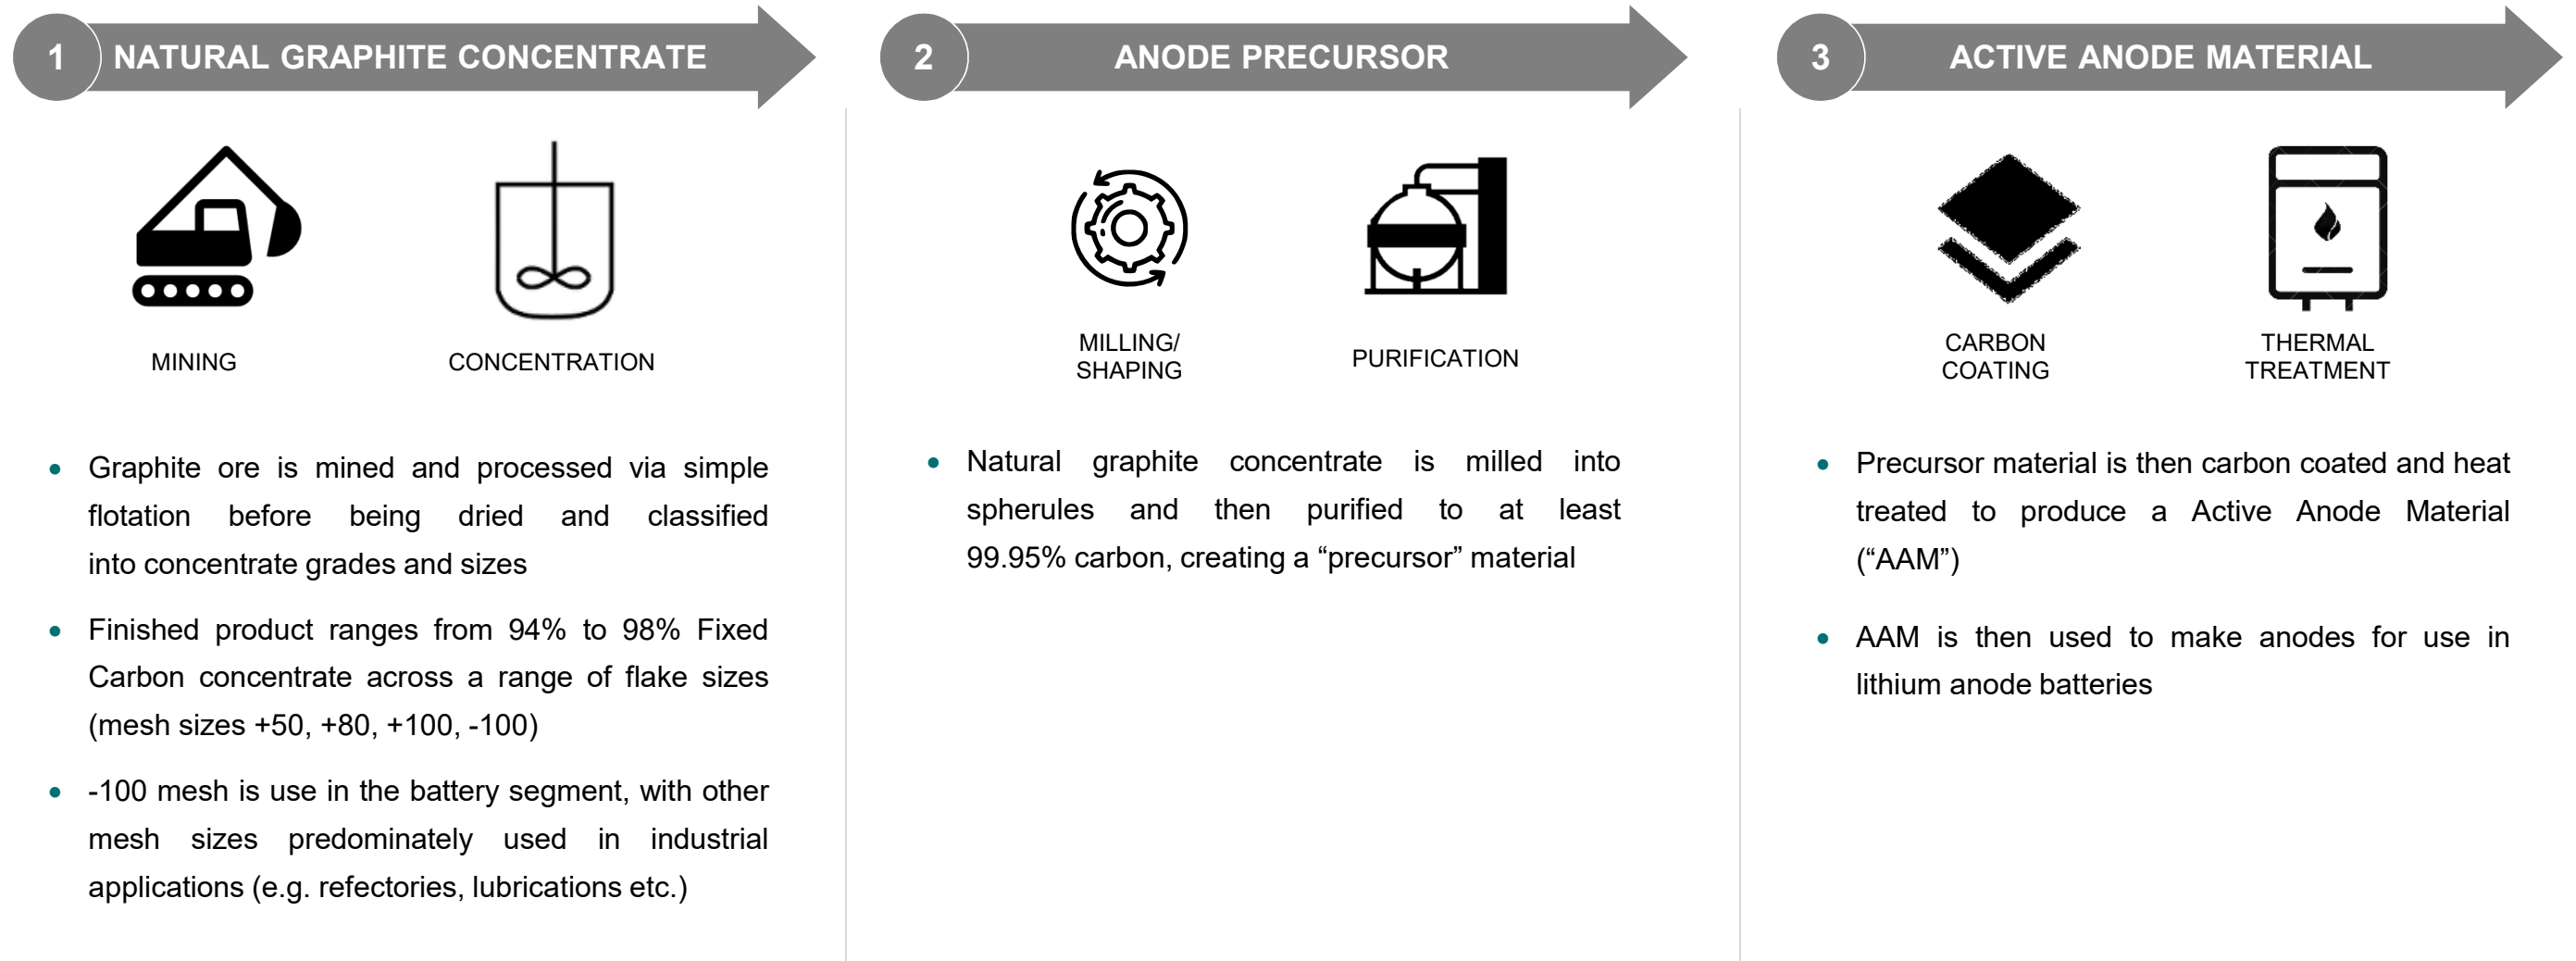 1
NATURAL GRAPHITE CONCENTRATE
MINING
CONCENTRATION
• Graphite ore is mined and processed via simple
flotation before being dried and classified
into concentrate grades and sizes
• Finished product ranges from 94% to 98% Fixed
Carbon concentrate across a range of flake sizes
(mesh sizes +50, +80, +100, -100)
• -100 mesh is use in the battery segment, with other
mesh sizes predominately used in industrial
applications (e.g. refectories, lubrications etc.)
2
ANODE PRECURSOR
MILLING/
SHAPING
PURIFICATION
• Natural graphite concentrate is milled into
spherules and then purified to at least
99.95% carbon, creating a “precursor” material
3
ACTIVE ANODE MATERIAL
CARBON
COATING
THERMAL
TREATMENT
• Precursor material is then carbon coated and heat
treated to produce a Active Anode Material
(“AAM”)
• AAM is then used to make anodes for use in
lithium anode batteries